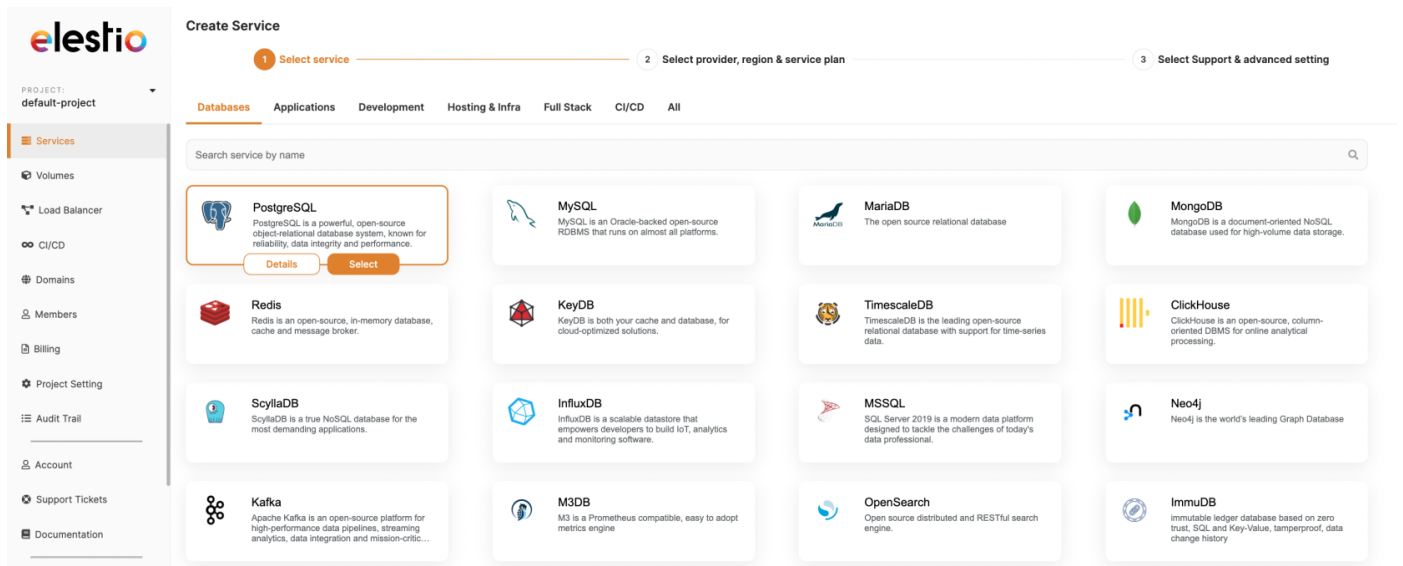 elestio
PROJECT:
default-project
Services
Volumes
Load Balancer
CI/CD
Domains
Members
Billing
Project Setting
Audit Trail
Account
Support Tickets
Documentation
Create Service
1 Select service
2 Select provider, region & service plan
3 Select Support & advanced setting
Databases Applications Development Hosting & Infra Full Stack CI/CD All
Search service by name
PostgreSQL
PostgreSQL is a powerful, open-source
object-relational database system, known for
reliability, data integrity and performance.
Details Select
MySQL
MySQL is an Oracle-backed open-source
RDBMS that runs on almost all platforms.
MariaDB
MariaDB
The open source relational database
MongoDB
MongoDB is a document-oriented NoSQL
database used for high-volume data storage.
Redis
Redis is an open-source, in-memory database,
cache and message broker.
KeyDB
KeyDB is both your cache and database, for
cloud-optimized solutions.
TimescaleDB
TimescaleDB is the leading open-source
relational database with support for time-series
data.
ClickHouse
ClickHouse is an open-source, column-
oriented DBMS for online analytical
processing.
ScyllaDB
ScyllaDB is a true NoSQL database for the
most demanding applications.
InfluxDB
InfluxDB is a scalable datastore that
empowers developers to build IoT, analytics
and monitoring software.
MSSQL
SQL Server 2019 is a modern data platform
designed to tackle the challenges of today's
data professional.
Neo4j
Neo4j is the world's leading Graph Database
Kafka
Apache Kafka is an open-source platform for
high-performance data pipelines, streaming
analytics, data integration and mission-critic...
M3DB
M3 is a Prometheus compatible, easy to adopt
metrics engine
OpenSearch
Open source distributed and RESTful search
engine.
ImmuDB
immutable ledger database based on zero
trust, SQL and Key-Value, tamperproof, data
change history